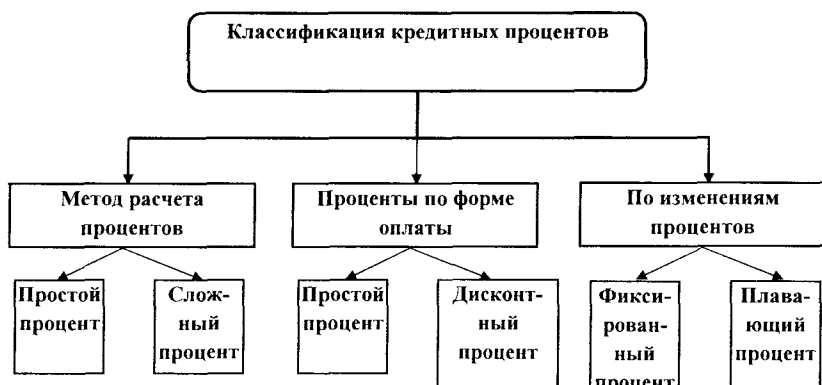 Классификация кредитных процентов
Метод расчета
процентов
Проценты по форме
оплаты
По изменениям
процентов
Простой
процент
Слож-
ный
процент
Простой
процент
Дисконт-
ный
процент
Фикси-
рован-
ный
процент
Плава-
ющий
процент